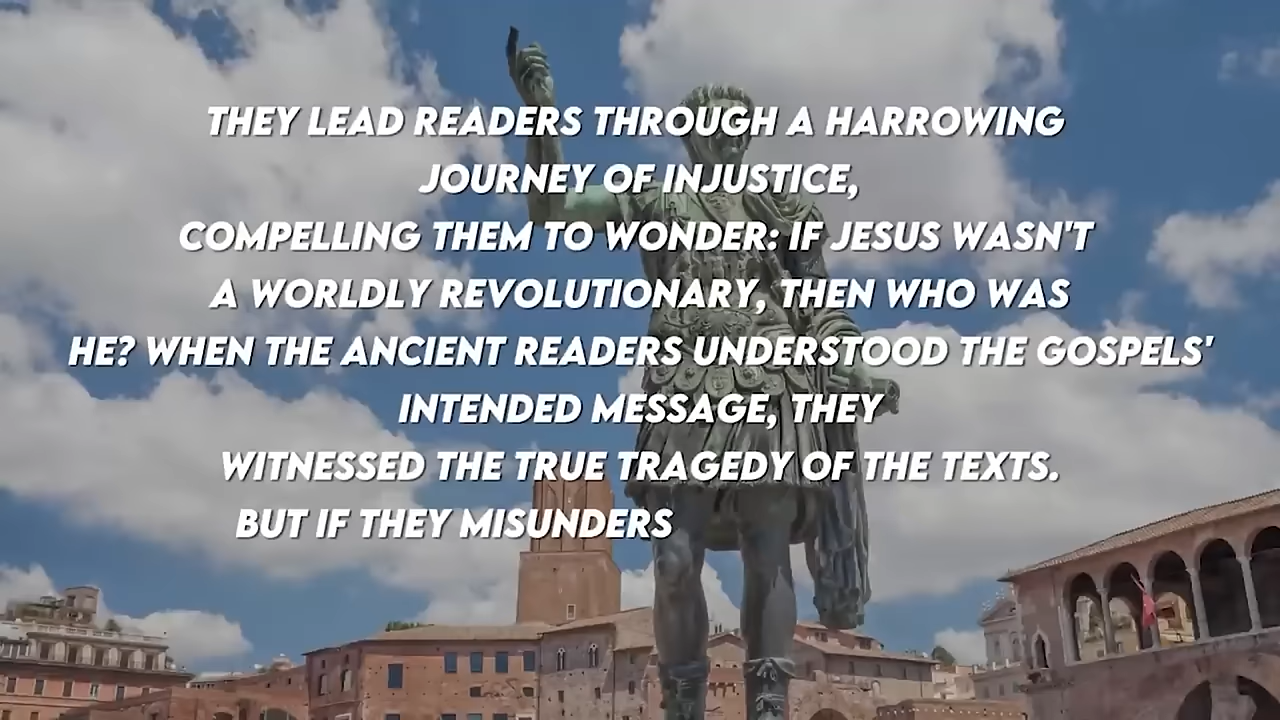 THEY LEAD READERS THROUGH A HARROWING
JOURNEY OF INJUSTICE,
COMPELLING THEM TO WONDER: IF JESUS WASN'T
A WORLDLY REVOLUTIONARY, THEN WHO WAS
HE? WHEN THE ANCIENT READERS UNDERSTOOD THE GOSPELS'
INTENDED MESSAGE, THEY
WITNESSED THE TRUE TRAGEDY OF THE TEXTS.
BUT IF THEY MISUNDERS